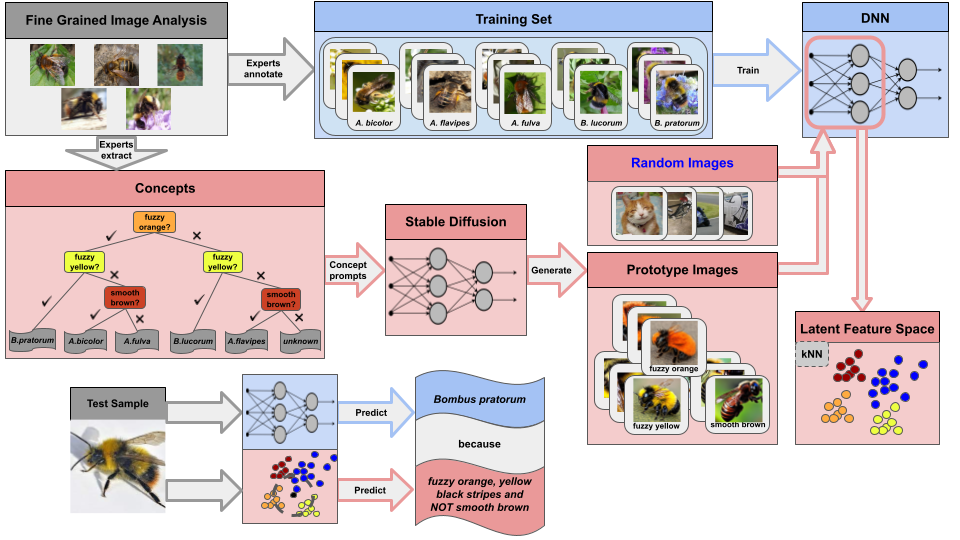 Fine Grained Image Analysis
Experts
annotate
Training Set
A. bicolor
A. flavipes
A. fulva
B. lucorum
B. pratorum
Train
DNN
Experts
extract
Concepts
fuzzy
orange?
fuzzy
yellow?
fuzzy
yellow?
smooth
brown?
smooth
brown?
B.pratorum
A.bicolor
A.fulva
B.lucorum
A.flavipes
unknown
Concept
prompts
Stable Diffusion
Generate
Random Images
Prototype Images
fuzzy orange
fuzzy yellow
smooth brown
Latent Feature Space
kNN
Test Sample
Predict
Predict
Bombus pratorum
because
fuzzy orange, yellow
black stripes and
NOT smooth brown